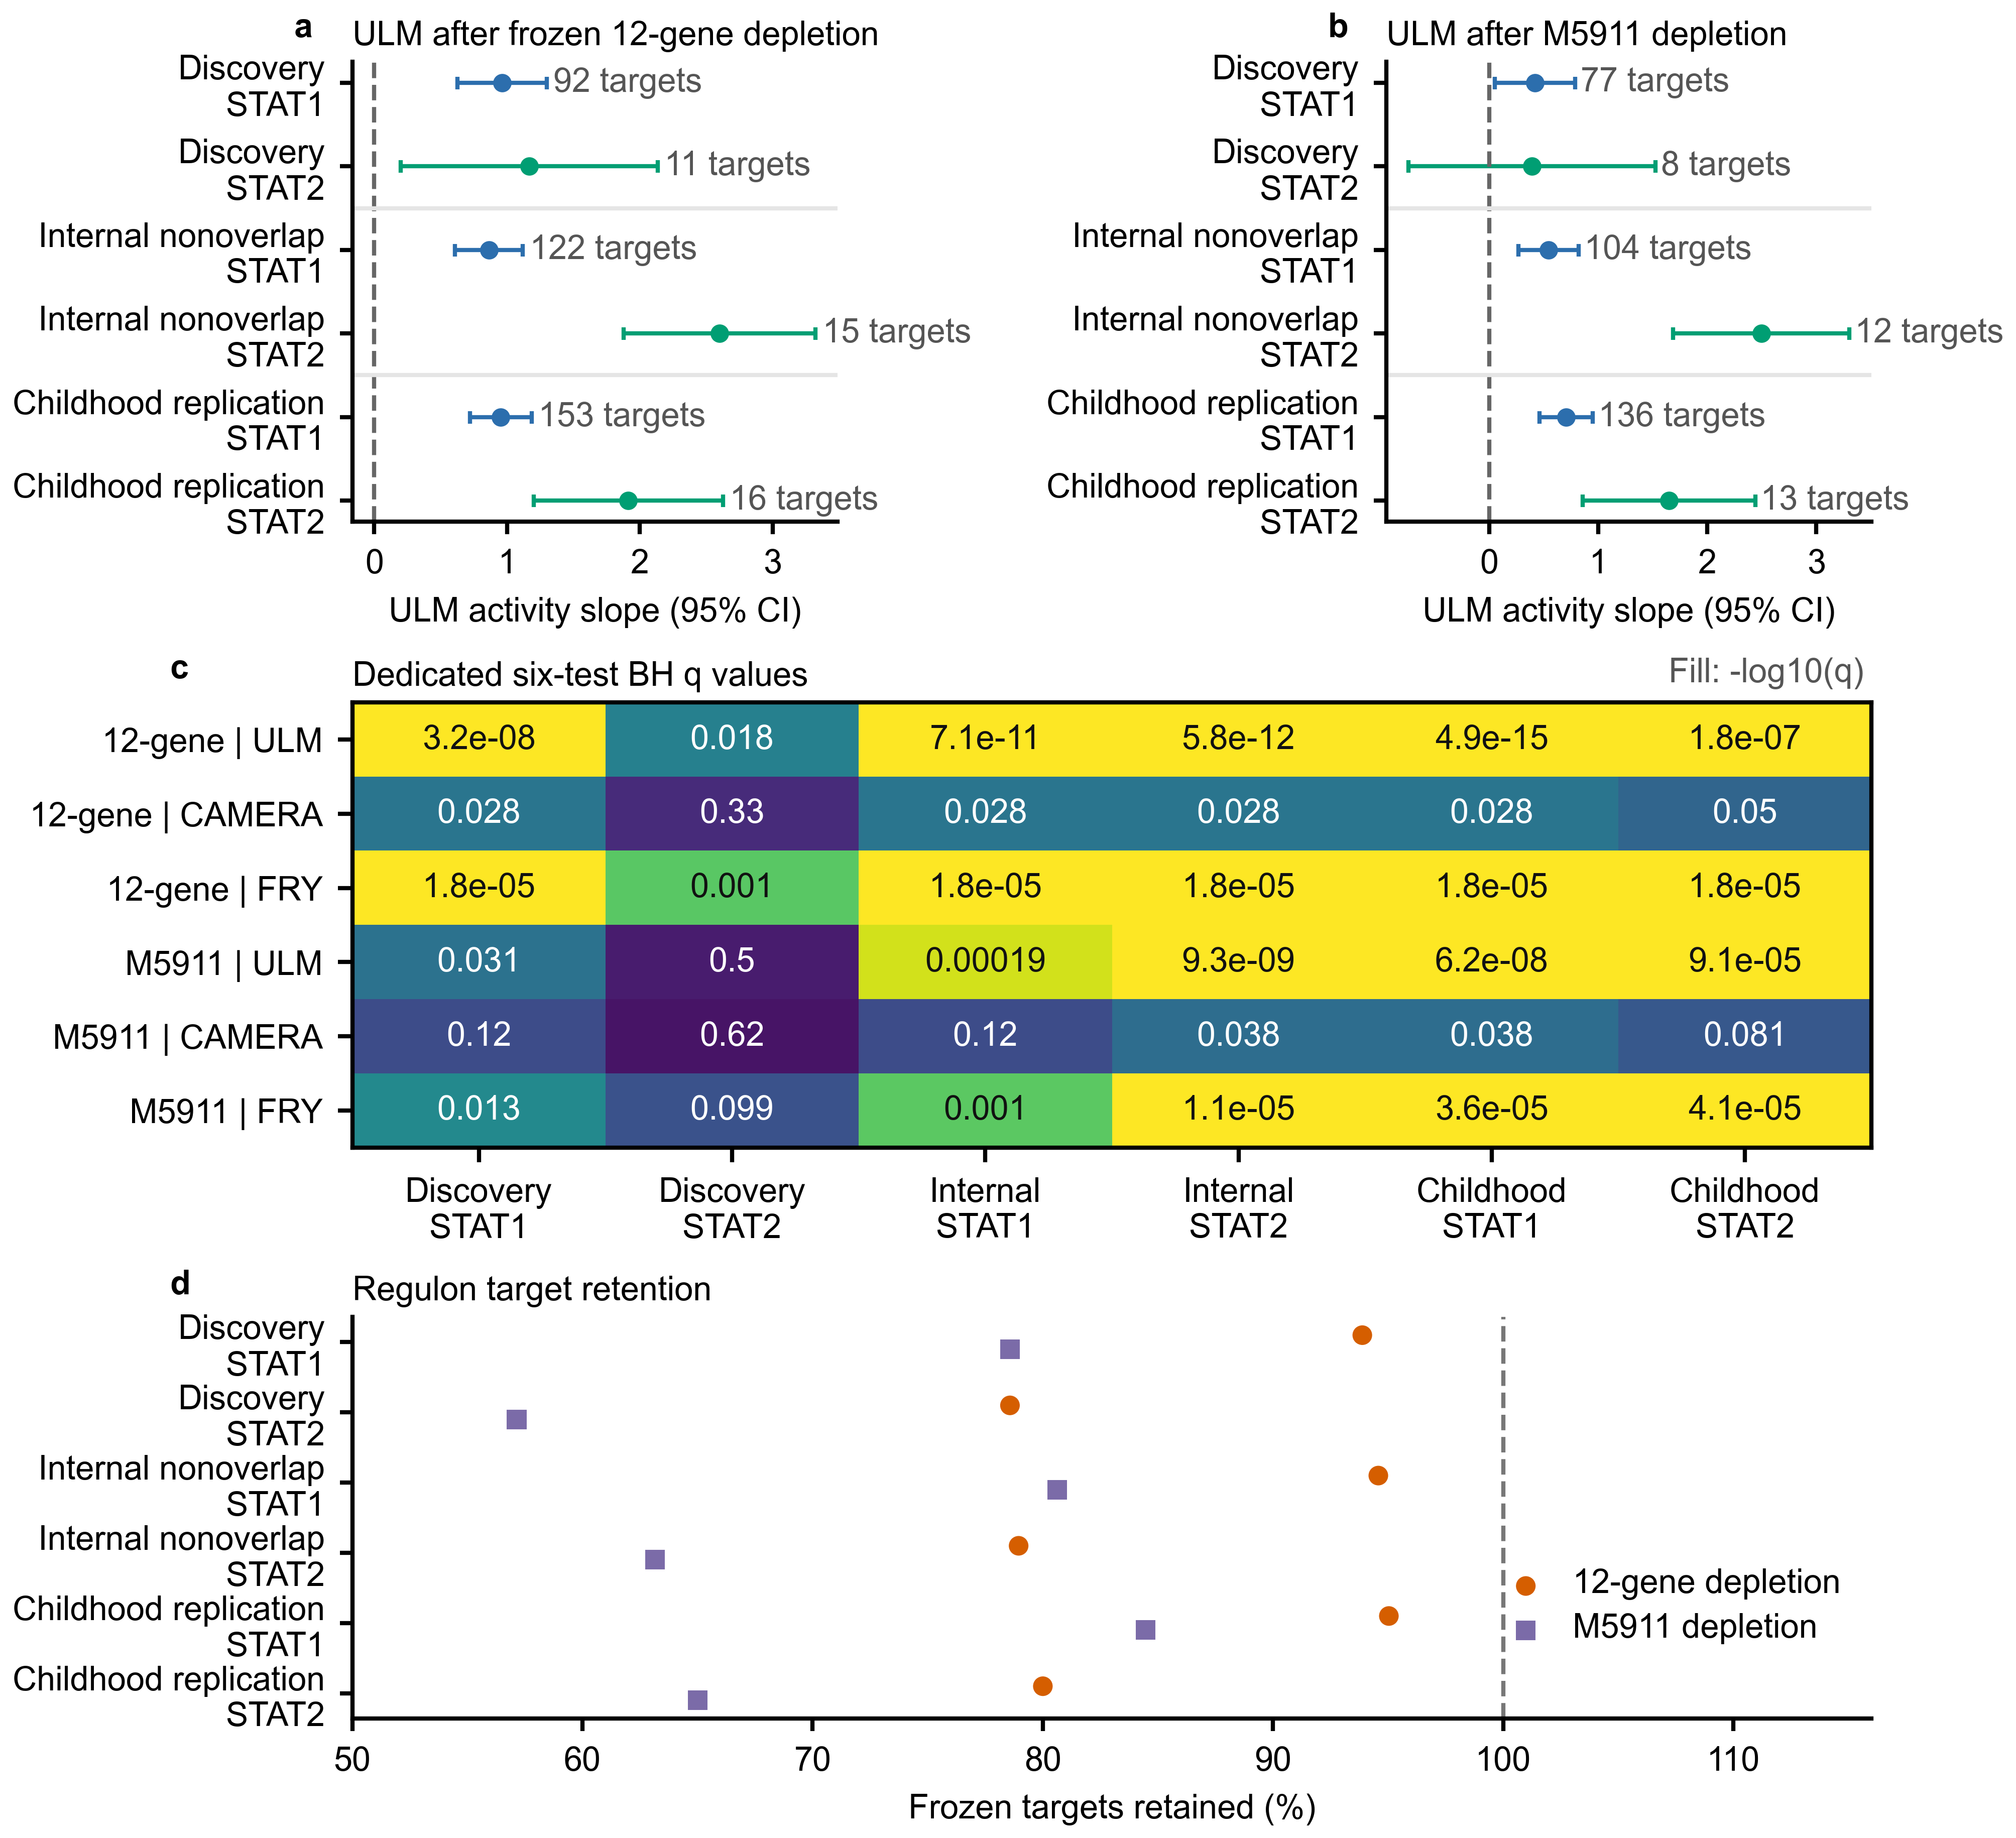 a
ULM after frozen 12-gene depletion
Discovery
STAT1
92 targets
Discovery
STAT2
11 targets
Internal nonoverlap
STAT1
122 targets
Internal nonoverlap
STAT2
15 targets
Childhood replication
STAT1
153 targets
Childhood replication
STAT2
16 targets
0 1 2 3
ULM activity slope (95% CI)
b
ULM after M5911 depletion
Discovery
STAT1
77 targets
Discovery
STAT2
8 targets
Internal nonoverlap
STAT1
104 targets
Internal nonoverlap
STAT2
12 targets
Childhood replication
STAT1
136 targets
Childhood replication
STAT2
13 targets
0 1 2 3
ULM activity slope (95% CI)
c
Dedicated six-test BH q values
Fill: -log10(q)
12-gene | ULM 3.2e-08 0.018 7.1e-11 5.8e-12 4.9e-15 1.8e-07
12-gene | CAMERA 0.028 0.33 0.028 0.028 0.028 0.05
12-gene | FRY 1.8e-05 0.001 1.8e-05 1.8e-05 1.8e-05 1.8e-05
M5911 | ULM 0.031 0.5 0.00019 9.3e-09 6.2e-08 9.1e-05
M5911 | CAMERA 0.12 0.62 0.12 0.038 0.038 0.081
M5911 | FRY 0.013 0.099 0.001 1.1e-05 3.6e-05 4.1e-05
Discovery Discovery Internal Internal Childhood Childhood
STAT1 STAT2 STAT1 STAT2 STAT1 STAT2
d
Regulon target retention
Discovery
STAT1
Discovery
STAT2
Internal nonoverlap
STAT1
Internal nonoverlap
STAT2
Childhood replication
STAT1
Childhood replication
STAT2
12-gene depletion
M5911 depletion
50 60 70 80 90 100 110
Frozen targets retained (%)